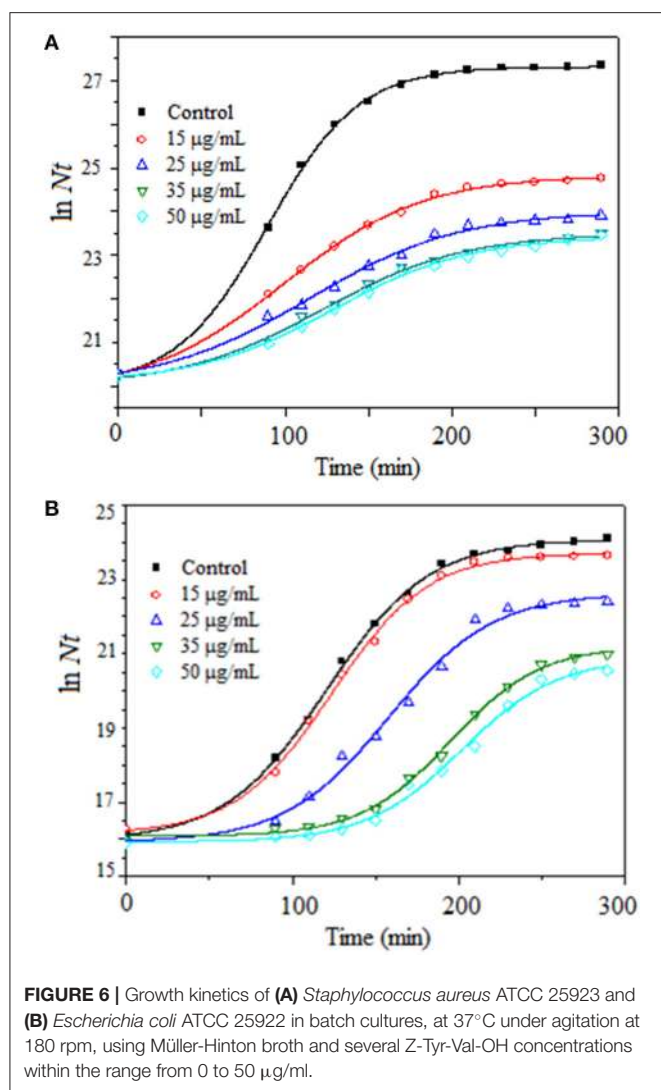 A
27
25
23
21
ln Nt
Control
15 µg/mL
25 µg/mL
35 µg/mL
50 µg/mL
0
100
200
300
Time (min)
B
25
23
21
19
17
15
ln Nt
Control
15 µg/mL
25 µg/mL
35 µg/mL
50 µg/mL
0
100
200
300
Time (min)
FIGURE 6 | Growth kinetics of (A) Staphylococcus aureus ATCC 25923 and
(B) Escherichia coli ATCC 25922 in batch cultures, at 37°C under agitation at
180 rpm, using Müller-Hinton broth and several Z-Tyr-Val-OH concentrations
within the range from 0 to 50 µg/ml.